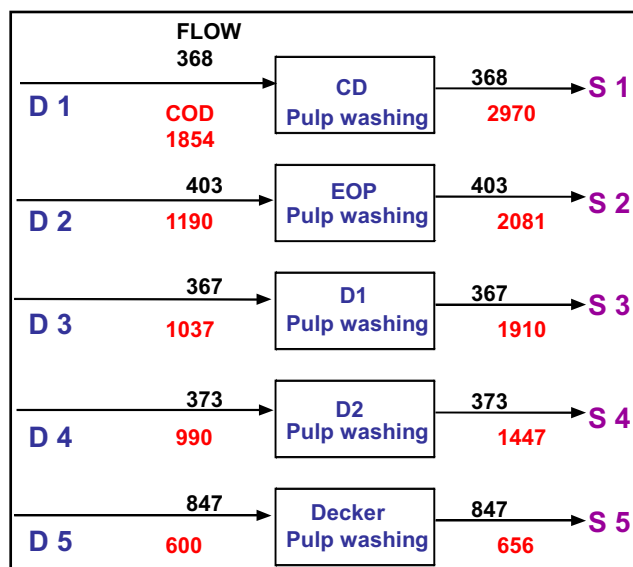 FLOW
368
D 1
COD
1854
CD
Pulp washing
368
2970
S 1
403
D 2
1190
EOP
Pulp washing
403
2081
S 2
367
D 3
1037
D1
Pulp washing
367
1910
S 3
373
D 4
990
D2
Pulp washing
373
1447
S 4
847
D 5
600
Decker
Pulp washing
847
656
S 5